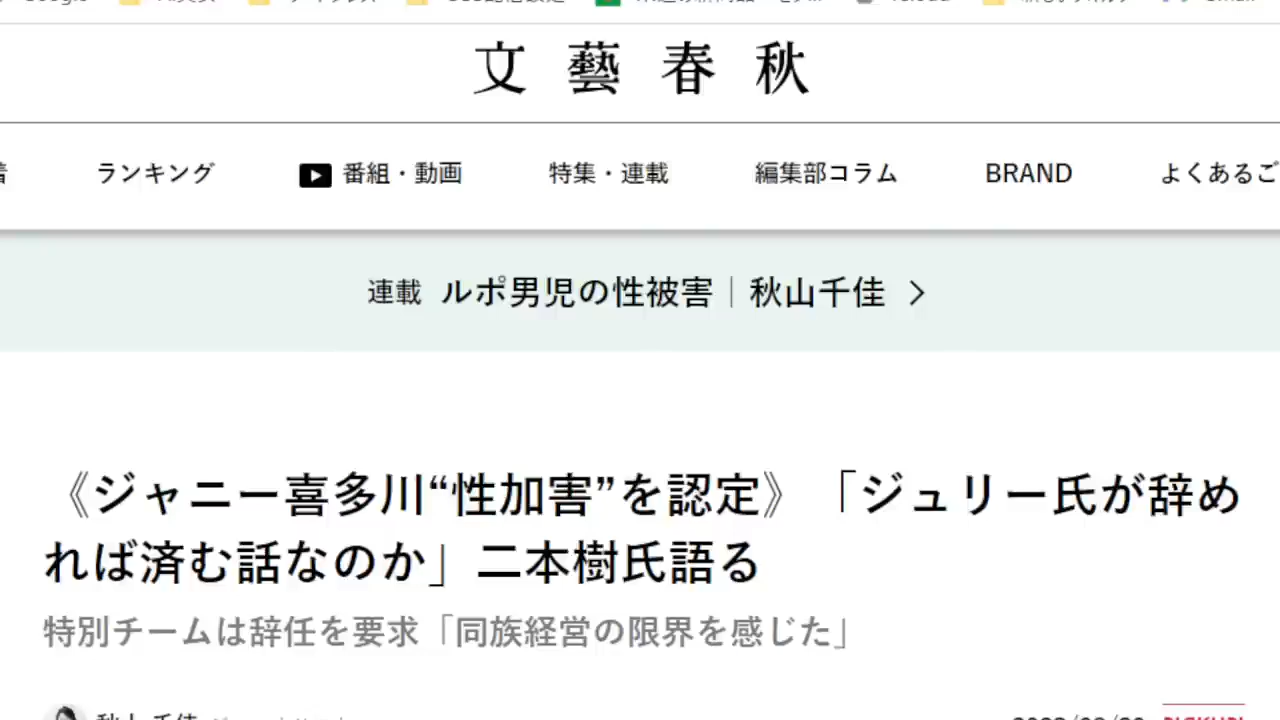 文藝春秋
ランキング
番組・動画
特集・連載
編集部コラム
BRAND
よくあるご
連載 ルポ男児の性被害｜秋山千佳
《ジャニー喜多川“性加害”を認定》「ジュリー氏が辞め
れば済む話なのか」二本樹氏語る
特別チームは辞任を要求「同族経営の限界を感じた」